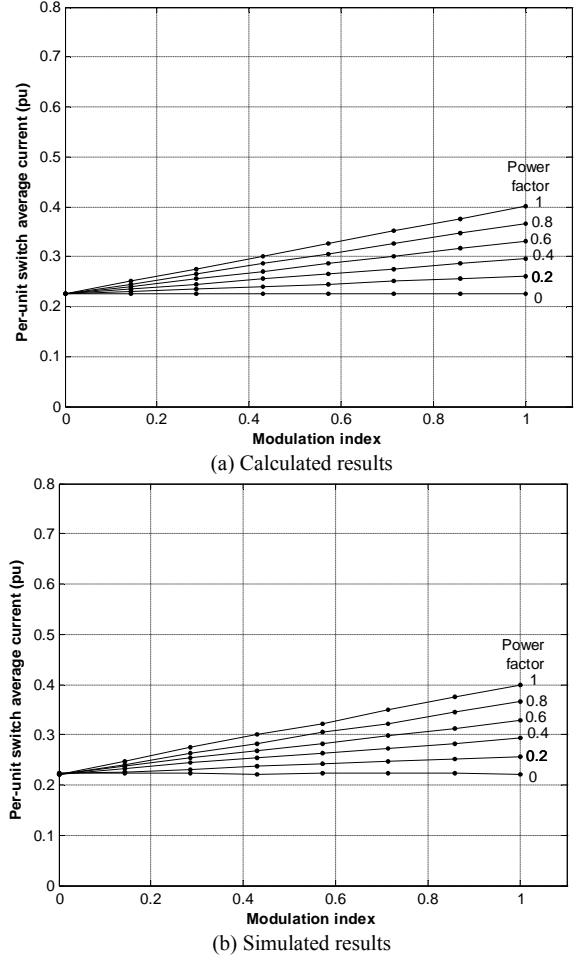 0.8
0.7
0.6
0.5
0.4
0.3
0.2
0.1
0
Per-unit switch average current (pu)
Power
factor
1
0.8
0.6
0.4
0.2
0
0 0.2 0.4 0.6 0.8 1
Modulation index
(a) Calculated results
0.8
0.7
0.6
0.5
0.4
0.3
0.2
0.1
0
Per-unit switch average current (pu)
Power
factor
1
0.8
0.6
0.4
0.2
0
0 0.2 0.4 0.6 0.8 1
Modulation index
(b) Simulated results